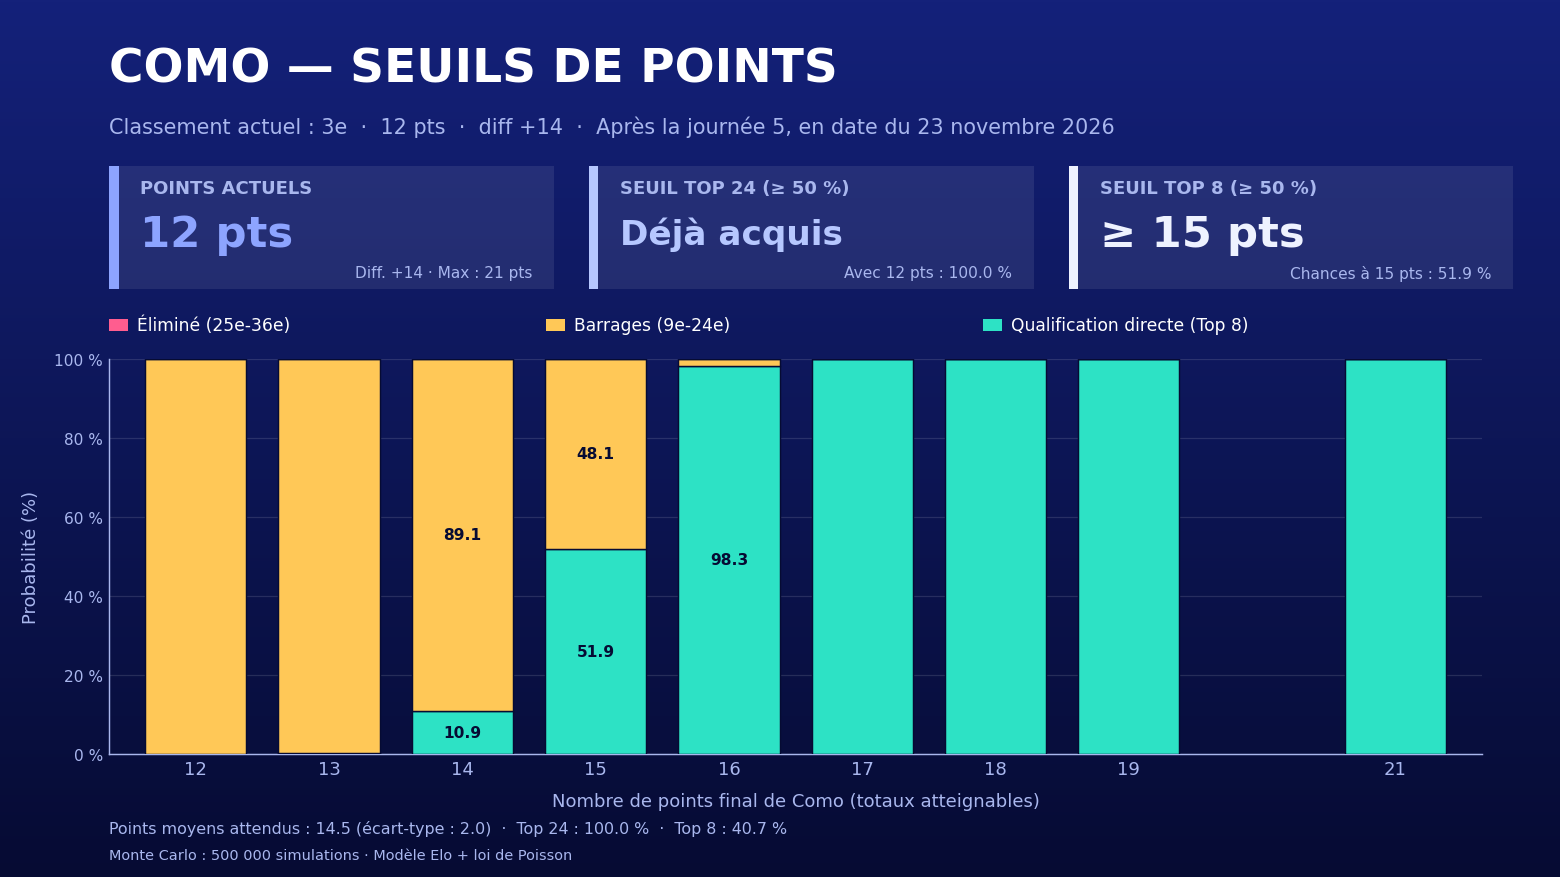 COMO — SEUILS DE POINTS
Classement actuel : 3e · 12 pts · diff +14 · Après la journée 5, en date du 23 novembre 2026
POINTS ACTUELS
12 pts
Diff. +14 · Max : 21 pts
SEUIL TOP 24 (≥ 50 %)
Déjà acquis
Avec 12 pts : 100.0 %
SEUIL TOP 8 (≥ 50 %)
≥ 15 pts
Chances à 15 pts : 51.9 %
Éliminé (25e-36e)
Barrages (9e-24e)
Qualification directe (Top 8)
Probabilité (%)
100 %
80 %
60 %
40 %
20 %
0 %
89.1
10.9
48.1
51.9
98.3
12 13 14 15 16 17 18 19 21
Nombre de points final de Como (totaux atteignables)
Points moyens attendus : 14.5 (écart-type : 2.0) · Top 24 : 100.0 % · Top 8 : 40.7 %
Monte Carlo : 500 000 simulations · Modèle Elo + loi de Poisson